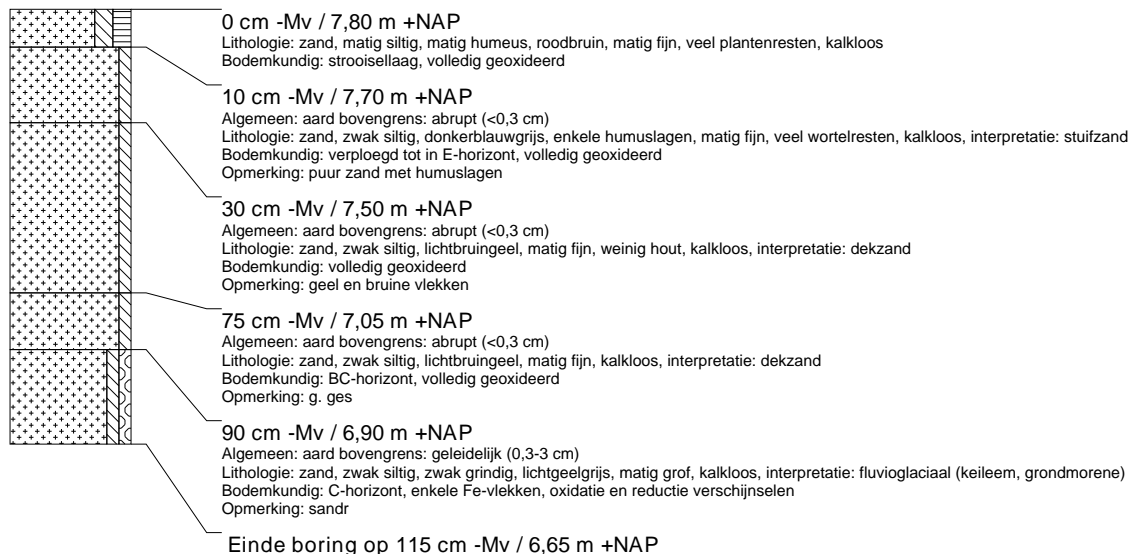 0 cm -Mv / 7,80 m +NAP
Lithologie: zand, matig siltig, matig humeus, roodbruin, matig fijn, veel plantenresten, kalkloos
Bodemkundig: strooisellaag, volledig geoxideerd
10 cm -Mv / 7,70 m +NAP
Algemeen: aard bovengrens: abrupt (<0,3 cm)
Lithologie: zand, zwak siltig, donkerblauwgrijs, enkele humuslagen, matig fijn, veel wortelresten, kalkloos, interpretatie: stuifzand
Bodemkundig: verploegd tot in E-horizont, volledig geoxideerd
Opmerking: puur zand met humuslagen
30 cm -Mv / 7,50 m +NAP
Algemeen: aard bovengrens: abrupt (<0,3 cm)
Lithologie: zand, zwak siltig, lichtbruingeel, matig fijn, weinig hout, kalkloos, interpretatie: dekzand
Bodemkundig: volledig geoxideerd
Opmerking: geel en bruine vlekken
75 cm -Mv / 7,05 m +NAP
Algemeen: aard bovengrens: abrupt (<0,3 cm)
Lithologie: zand, zwak siltig, lichtbruingeel, matig fijn, kalkloos, interpretatie: dekzand
Bodemkundig: BC-horizont, volledig geoxideerd
Opmerking: g. ges
90 cm -Mv / 6,90 m +NAP
Algemeen: aard bovengrens: geleidelijk (0,3-3 cm)
Lithologie: zand, zwak siltig, zwak grindig, lichtgeelgrijs, matig grof, kalkloos, interpretatie: fluvioglaciaal (keileem, grondmorene)
Bodemkundig: C-horizont, enkele Fe-vlekken, oxidatie en reductie verschijnselen
Opmerking: sandr
Einde boring op 115 cm -Mv / 6,65 m +NAP